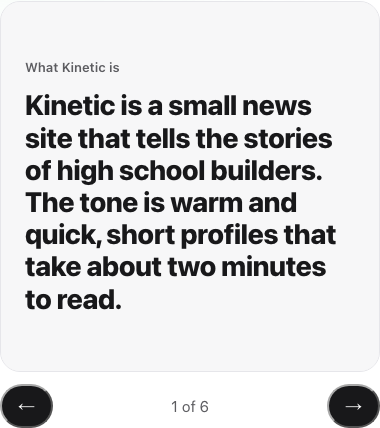 What Kinetic is
Kinetic is a small news
site that tells the stories
of high school builders.
The tone is warm and
quick, short profiles that
take about two minutes
to read.
← 1 of 6 →